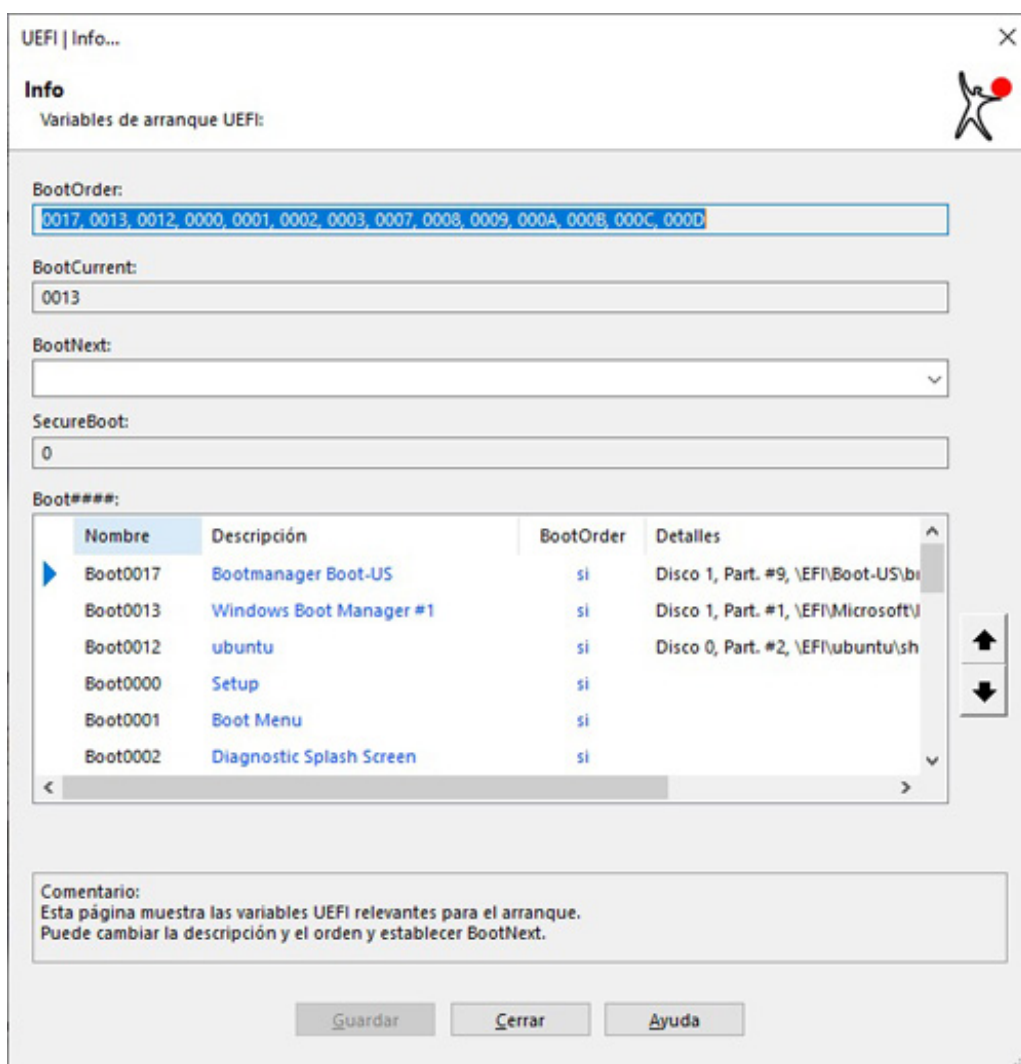 UEFI | Info...
Info
Variables de arranque UEFI:
BootOrder:
0017, 0013, 0012, 0000, 0001, 0002, 0003, 0007, 0008, 0009, 000A, 000B, 000C, 000D
BootCurrent:
0013
BootNext:
SecureBoot:
0
Boot####:
Nombre Descripción BootOrder Detalles
Boot0017 Bootmanager Boot-US si Disco 1, Part. #9, \EFI\Boot-US\
Boot0013 Windows Boot Manager #1 si Disco 1, Part. #1, \EFI\Microsoft\
Boot0012 ubuntu si Disco 0, Part. #2, \EFI\ubuntu\sh
Boot0000 Setup si
Boot0001 Boot Menu si
Boot0002 Diagnostic Splash Screen si
Comentario:
Esta página muestra las variables UEFI relevantes para el arranque.
Puede cambiar la descripción y el orden y establecer BootNext.
Guardar Cerrar Ayuda